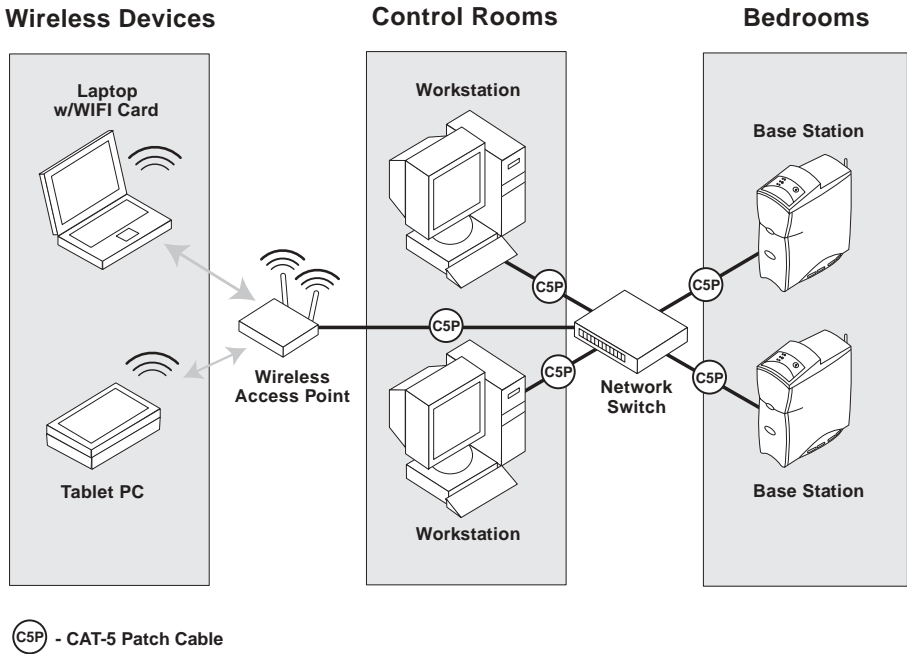 Wireless Devices
Control Rooms
Bedrooms
Laptop
w/WIFI Card
Workstation
Base Station
C5P
C5P
C5P
C5P
C5P
Wireless
Access Point
Network
Switch
Tablet PC
Workstation
Base Station
C5P - CAT-5 Patch Cable